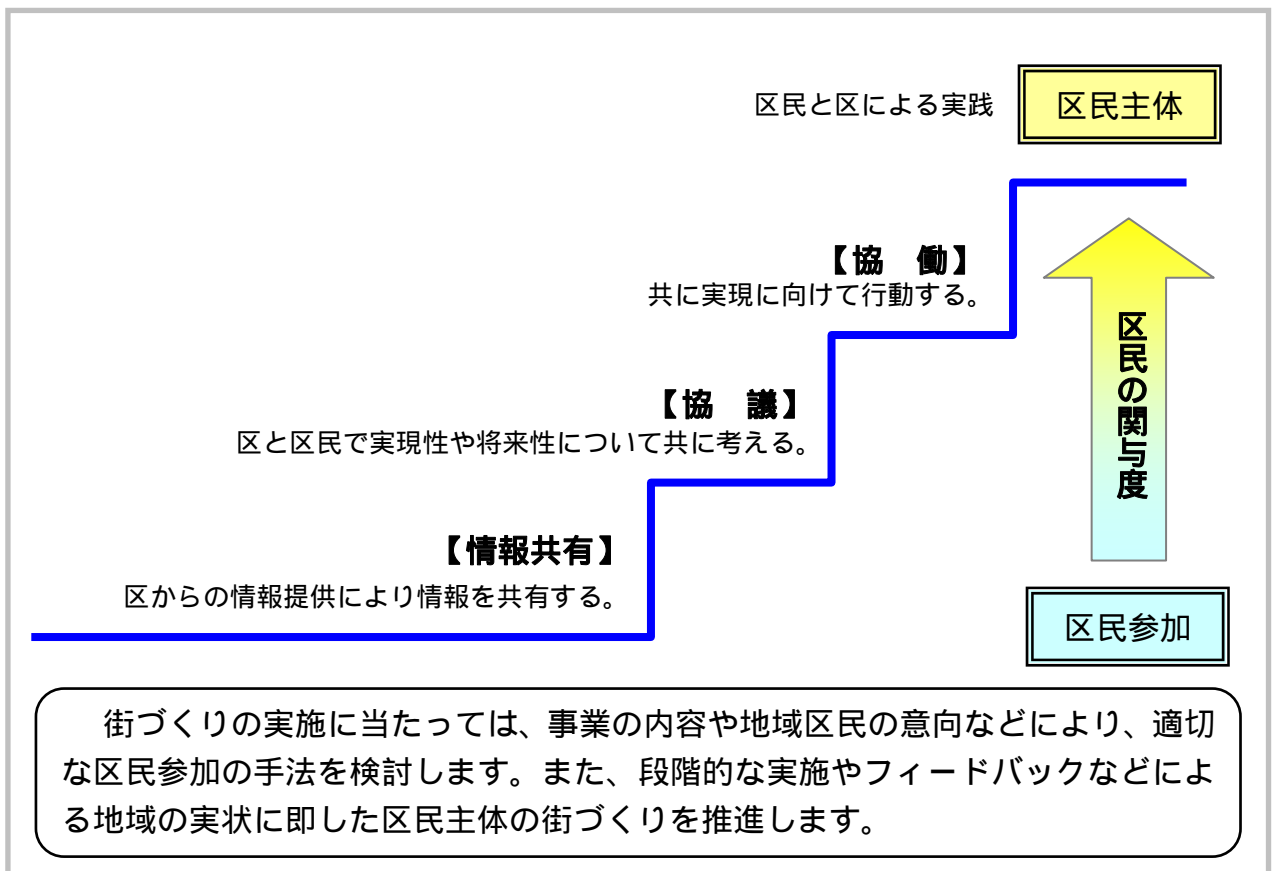 区民と区による実践
区民主体
【協　働】
共に実現に向けて行動する。
【協　議】
区と区民で実現性や将来性について共に考える。
区民の関与度
【情報共有】
区からの情報提供により情報を共有する。
区民参加
　街づくりの実施に当たっては、事業の内容や地域区民の意向などにより、適切
な区民参加の手法を検討します。また、段階的な実施やフィードバックなどによ
る地域の実状に即した区民主体の街づくりを推進します。